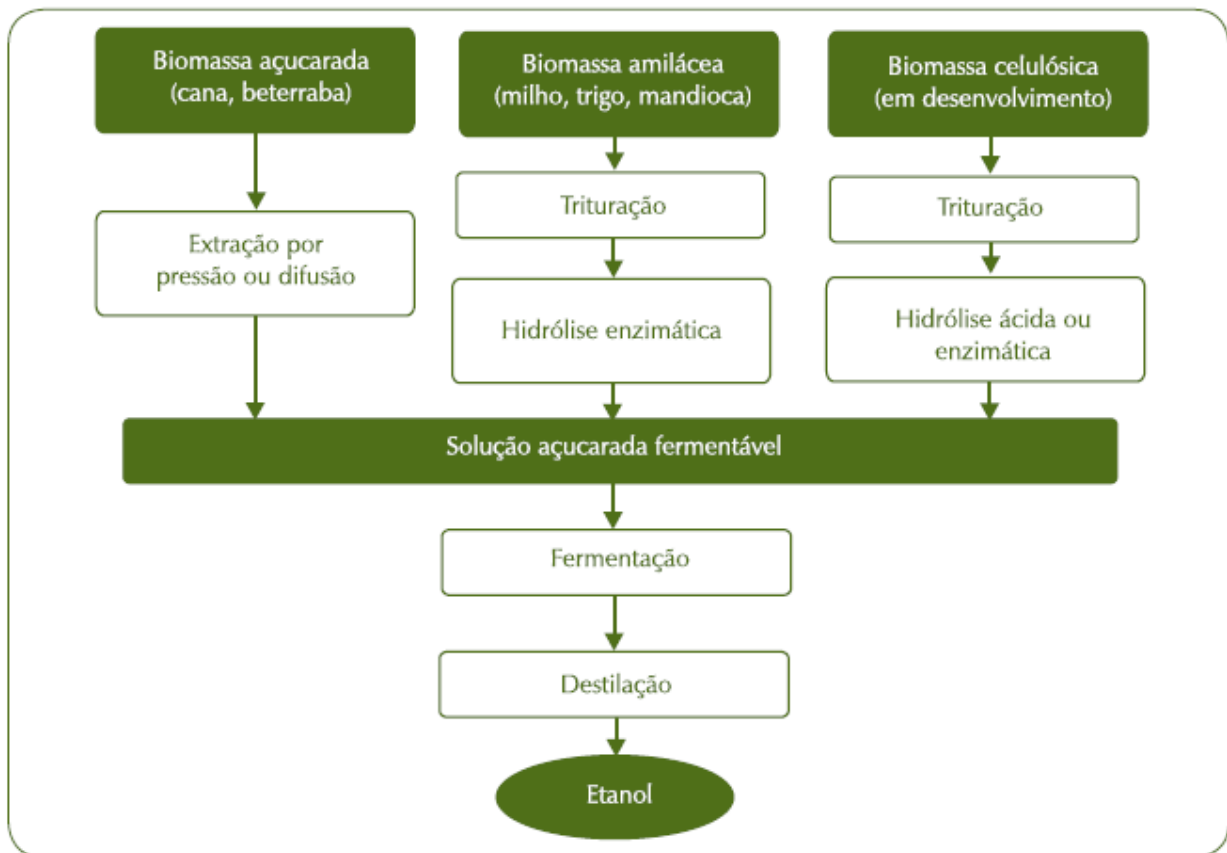 Biomassa açucarada
(cana, beterraba)
Biomassa amilácea
(milho, trigo, mandioca)
Biomassa celulósica
(em desenvolvimento)
Extração por
pressão ou difusão
Trituração
Hidrólise enzimática
Trituração
Hidrólise ácida ou
enzimática
Solução açucarada fermentável
Fermentação
Destilação
Etanol